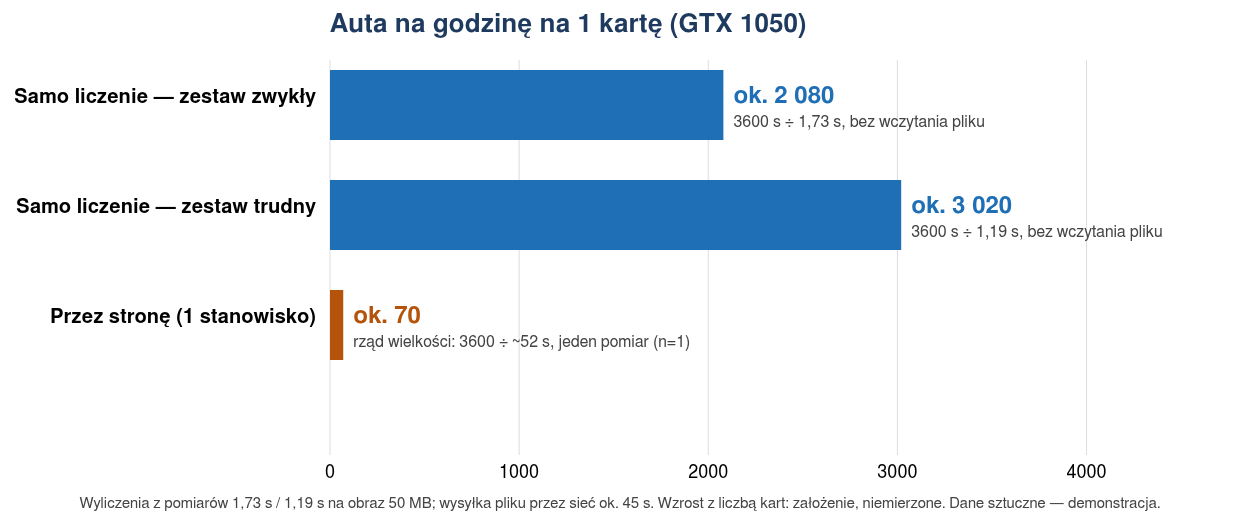 Auta na godzinę na 1 kartę (GTX 1050)
Samo liczenie — zestaw zwykły
ok. 2 080
3600 s ÷ 1,73 s, bez wczytania pliku
Samo liczenie — zestaw trudny
ok. 3 020
3600 s ÷ 1,19 s, bez wczytania pliku
Przez stronę (1 stanowisko)
ok. 70
rząd wielkości: 3600 ÷ ~52 s, jeden pomiar (n=1)
0 1000 2000 3000 4000
Wyliczenia z pomiarów 1,73 s / 1,19 s na obraz 50 MB; wysyłka pliku przez sieć ok. 45 s. Wzrost z liczbą kart: założenie, niemierzone. Dane sztuczne — demonstracja.